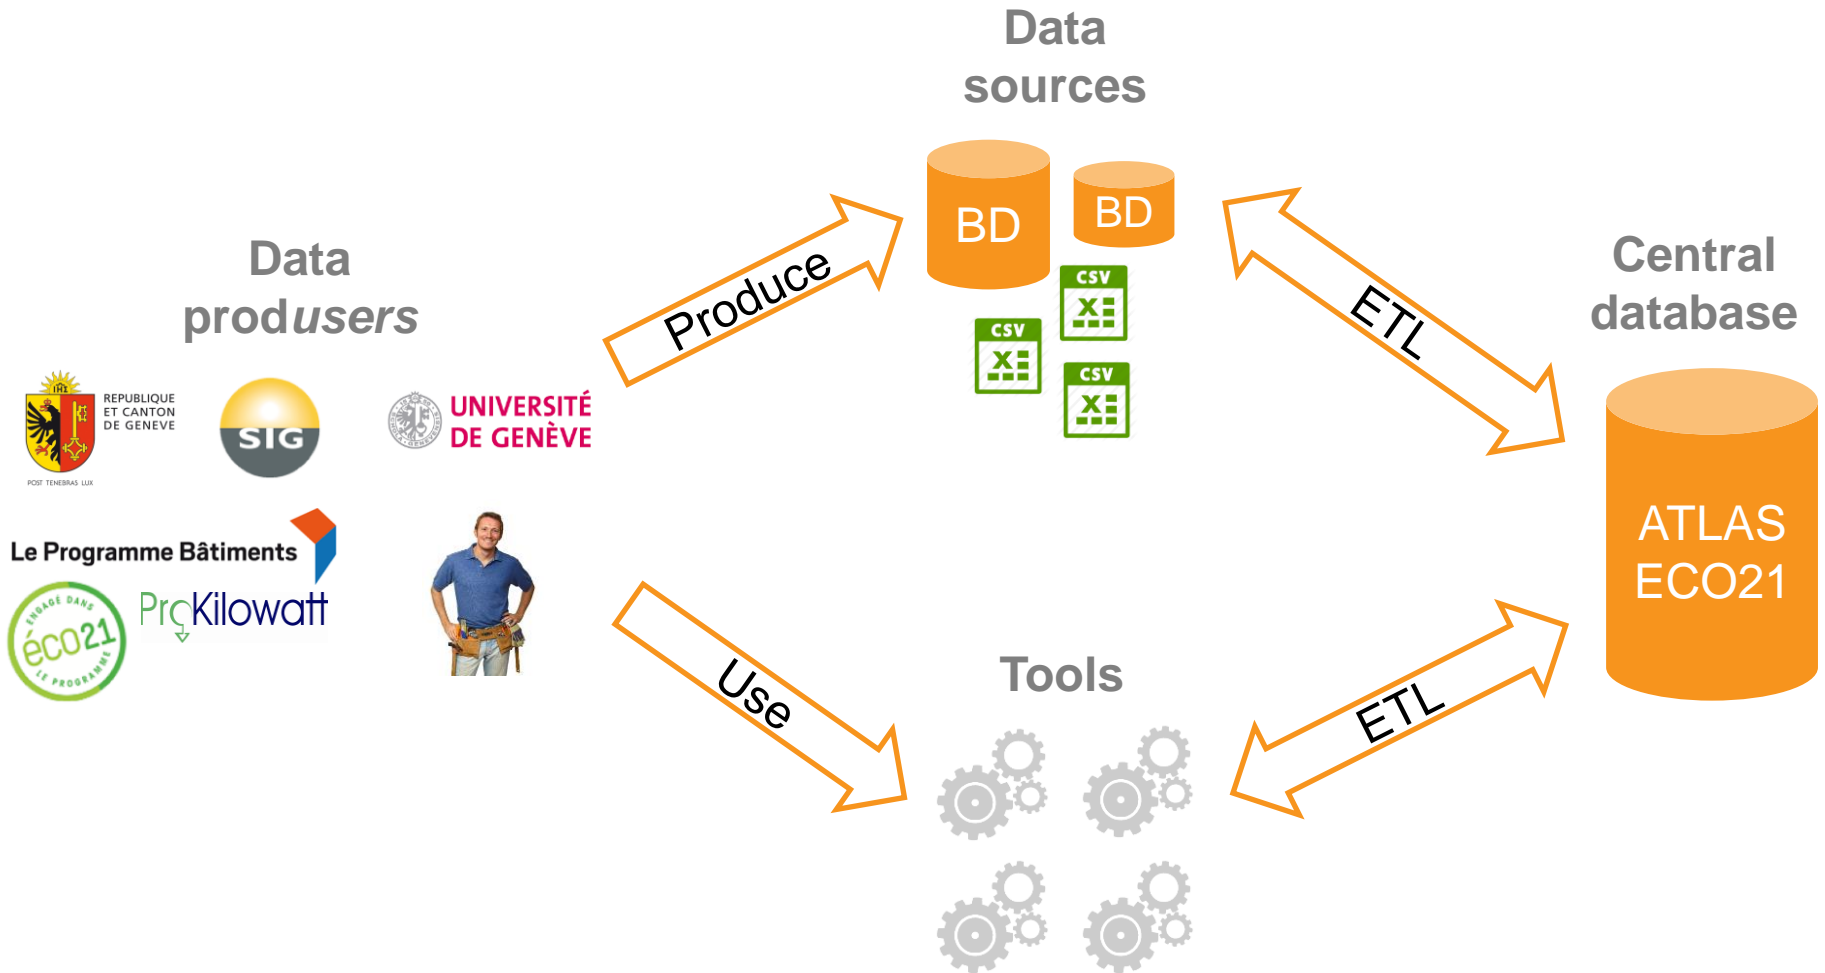 Data
sources
BD
BD
CSV
CSV
CSV
Produce
ETL
Data
produsers
Central
database
REPUBLIQUE
ET CANTON
DE GENEVE
POST TENEBRAS LUX
SIG
UNIVERSITÉ
DE GENÈVE
Le Programme Bâtiments
ENGAGÉ DANS
éco21
LE PROGRAMME
ProKilowatt
ATLAS
ECO21
Use
Tools
ETL